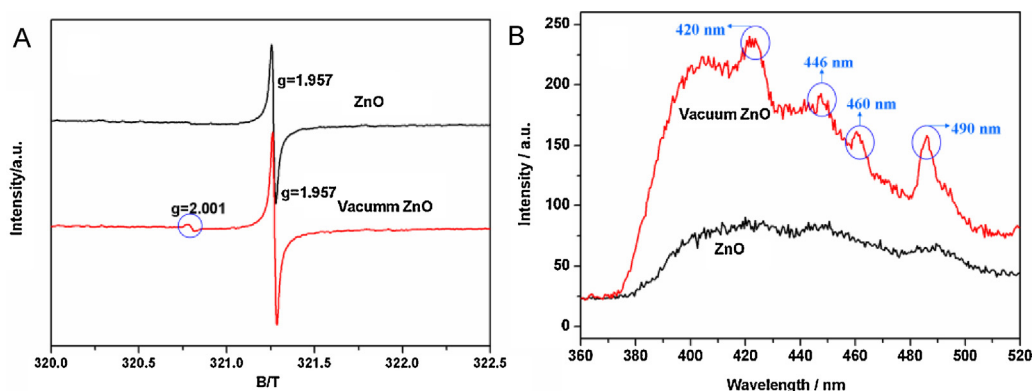 A
g=1.957
ZnO
g=1.957
g=2.001
Vacumm ZnO
Intensity/a.u.
320.0 320.5 321.0 321.5 322.0 322.5
B/T
B
420 nm
446 nm
460 nm
490 nm
Vacuum ZnO
ZnO
Intensity / a.u.
250
200
150
100
50
0
360 380 400 420 440 460 480 500 520
Wavelength / nm